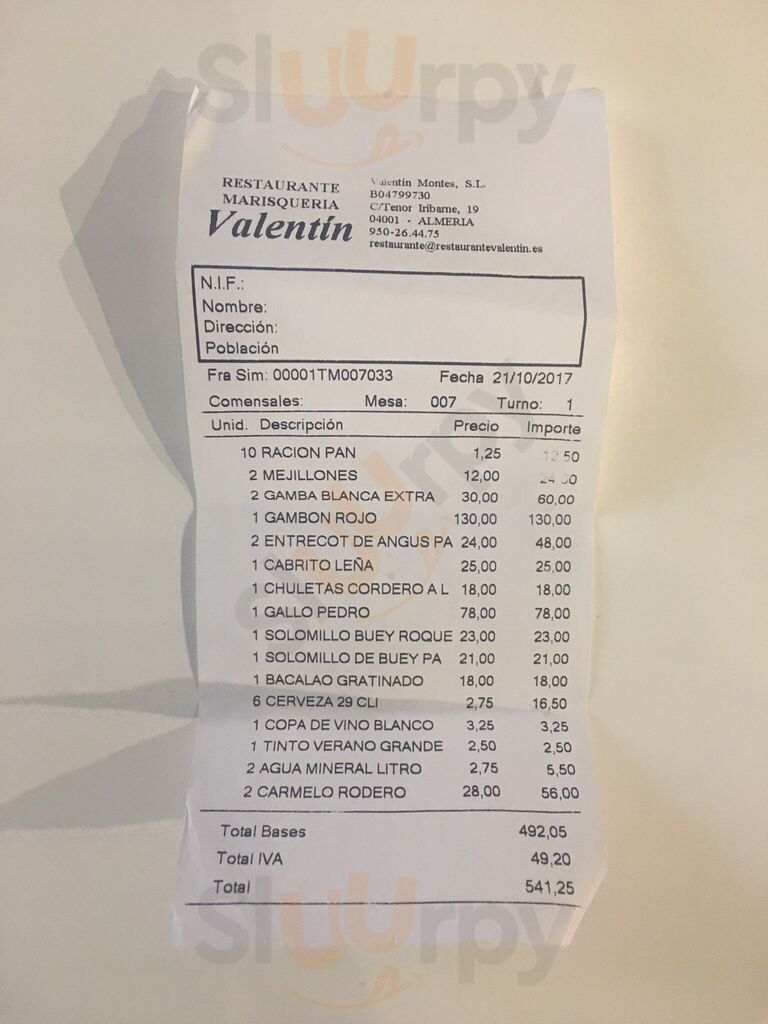 Sluurpy
RESTAURANTE
MARISQUERIA
Valentín
Valentín Montes, S.L.
B04799730
C/Tenor Iribarne, 19
04001 - ALMERIA
950-26.44.75
restaurante@restaurantevalentin.es
N.I.F.:
Nombre:
Dirección:
Población
Fra Sim: 00001TM007033 Fecha 21/10/2017
Comensales: Mesa: 007 Turno: 1
Unid. Descripción Precio Importe
10 RACION PAN 1,25 12,50
2 MEJILLONES 12,00 24,00
2 GAMBA BLANCA EXTRA 30,00 60,00
1 GAMBON ROJO 130,00 130,00
2 ENTRECOT DE ANGUS PA 24,00 48,00
1 CABRITO LEÑA 25,00 25,00
1 CHULETAS CORDERO A L 18,00 18,00
1 GALLO PEDRO 78,00 78,00
1 SOLOMILLO BUEY ROQUE 23,00 23,00
1 SOLOMILLO DE BUEY PA 21,00 21,00
1 BACALAO GRATINADO 18,00 18,00
6 CERVEZA 29 CLI 2,75 16,50
1 COPA DE VINO BLANCO 3,25 3,25
1 TINTO VERANO GRANDE 2,50 2,50
2 AGUA MINERAL LITRO 2,75 5,50
2 CARMELO RODERO 28,00 56,00
Total Bases 492,05
Total IVA 49,20
Total 541,25
Sluurpy
Sluurpy